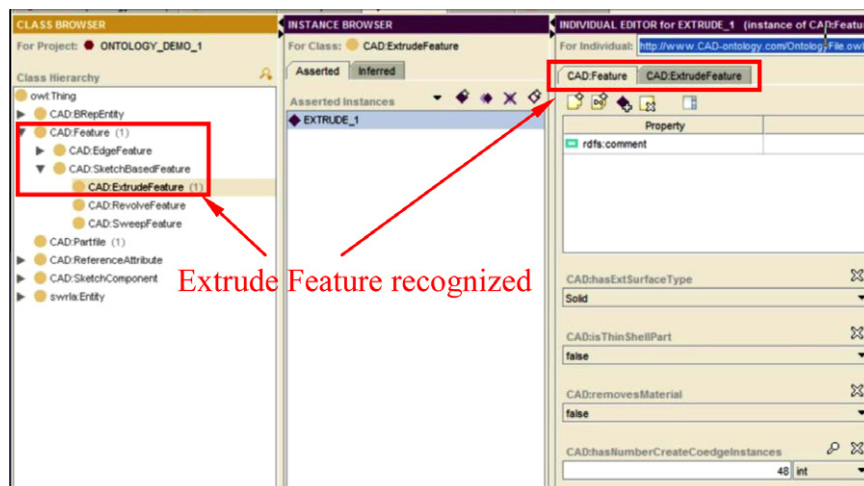 CLASS BROWSER
For Project: ONTOLOGY_DEMO_1
Class Hierarchy
owl:Thing
CAD:BRepEntity
CAD:Feature (1)
CAD:EdgeFeature
CAD:SketchBasedFeature
CAD:ExtrudeFeature (1)
CAD:RevolveFeature
CAD:SweepFeature
CAD:Partfile (1)
CAD:ReferenceAttribute
CAD:SketchComponent
swrla:Entity
INSTANCE BROWSER
For Class: CAD:ExtrudeFeature
Asserted Inferred
Asserted Instances
EXTRUDE_1
Extrude Feature recognized
INDIVIDUAL EDITOR for EXTRUDE_1 (instance of CAD:Featu
For Individual: http://www.CAD-ontology.com/OntologyFile.owl
CAD:Feature CAD:ExtrudeFeature
Property
rdfs:comment
CAD:hasExtSurfaceType
Solid
CAD:isThinShellPart
false
CAD:removesMaterial
false
CAD:hasNumberCreateCoedgeInstances
48 int